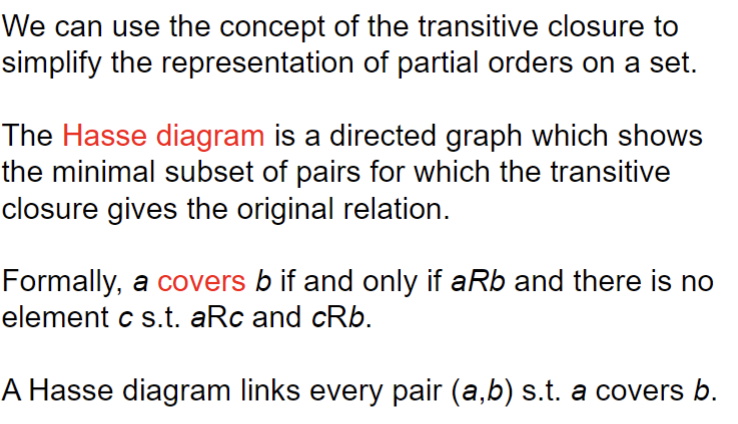 We can use the concept of the transitive closure to
simplify the representation of partial orders on a set.
The Hasse diagram is a directed graph which shows
the minimal subset of pairs for which the transitive
closure gives the original relation.
Formally, a covers b if and only if aRb and there is no
element c s.t. aRc and cRb.
A Hasse diagram links every pair (a,b) s.t. a covers b.